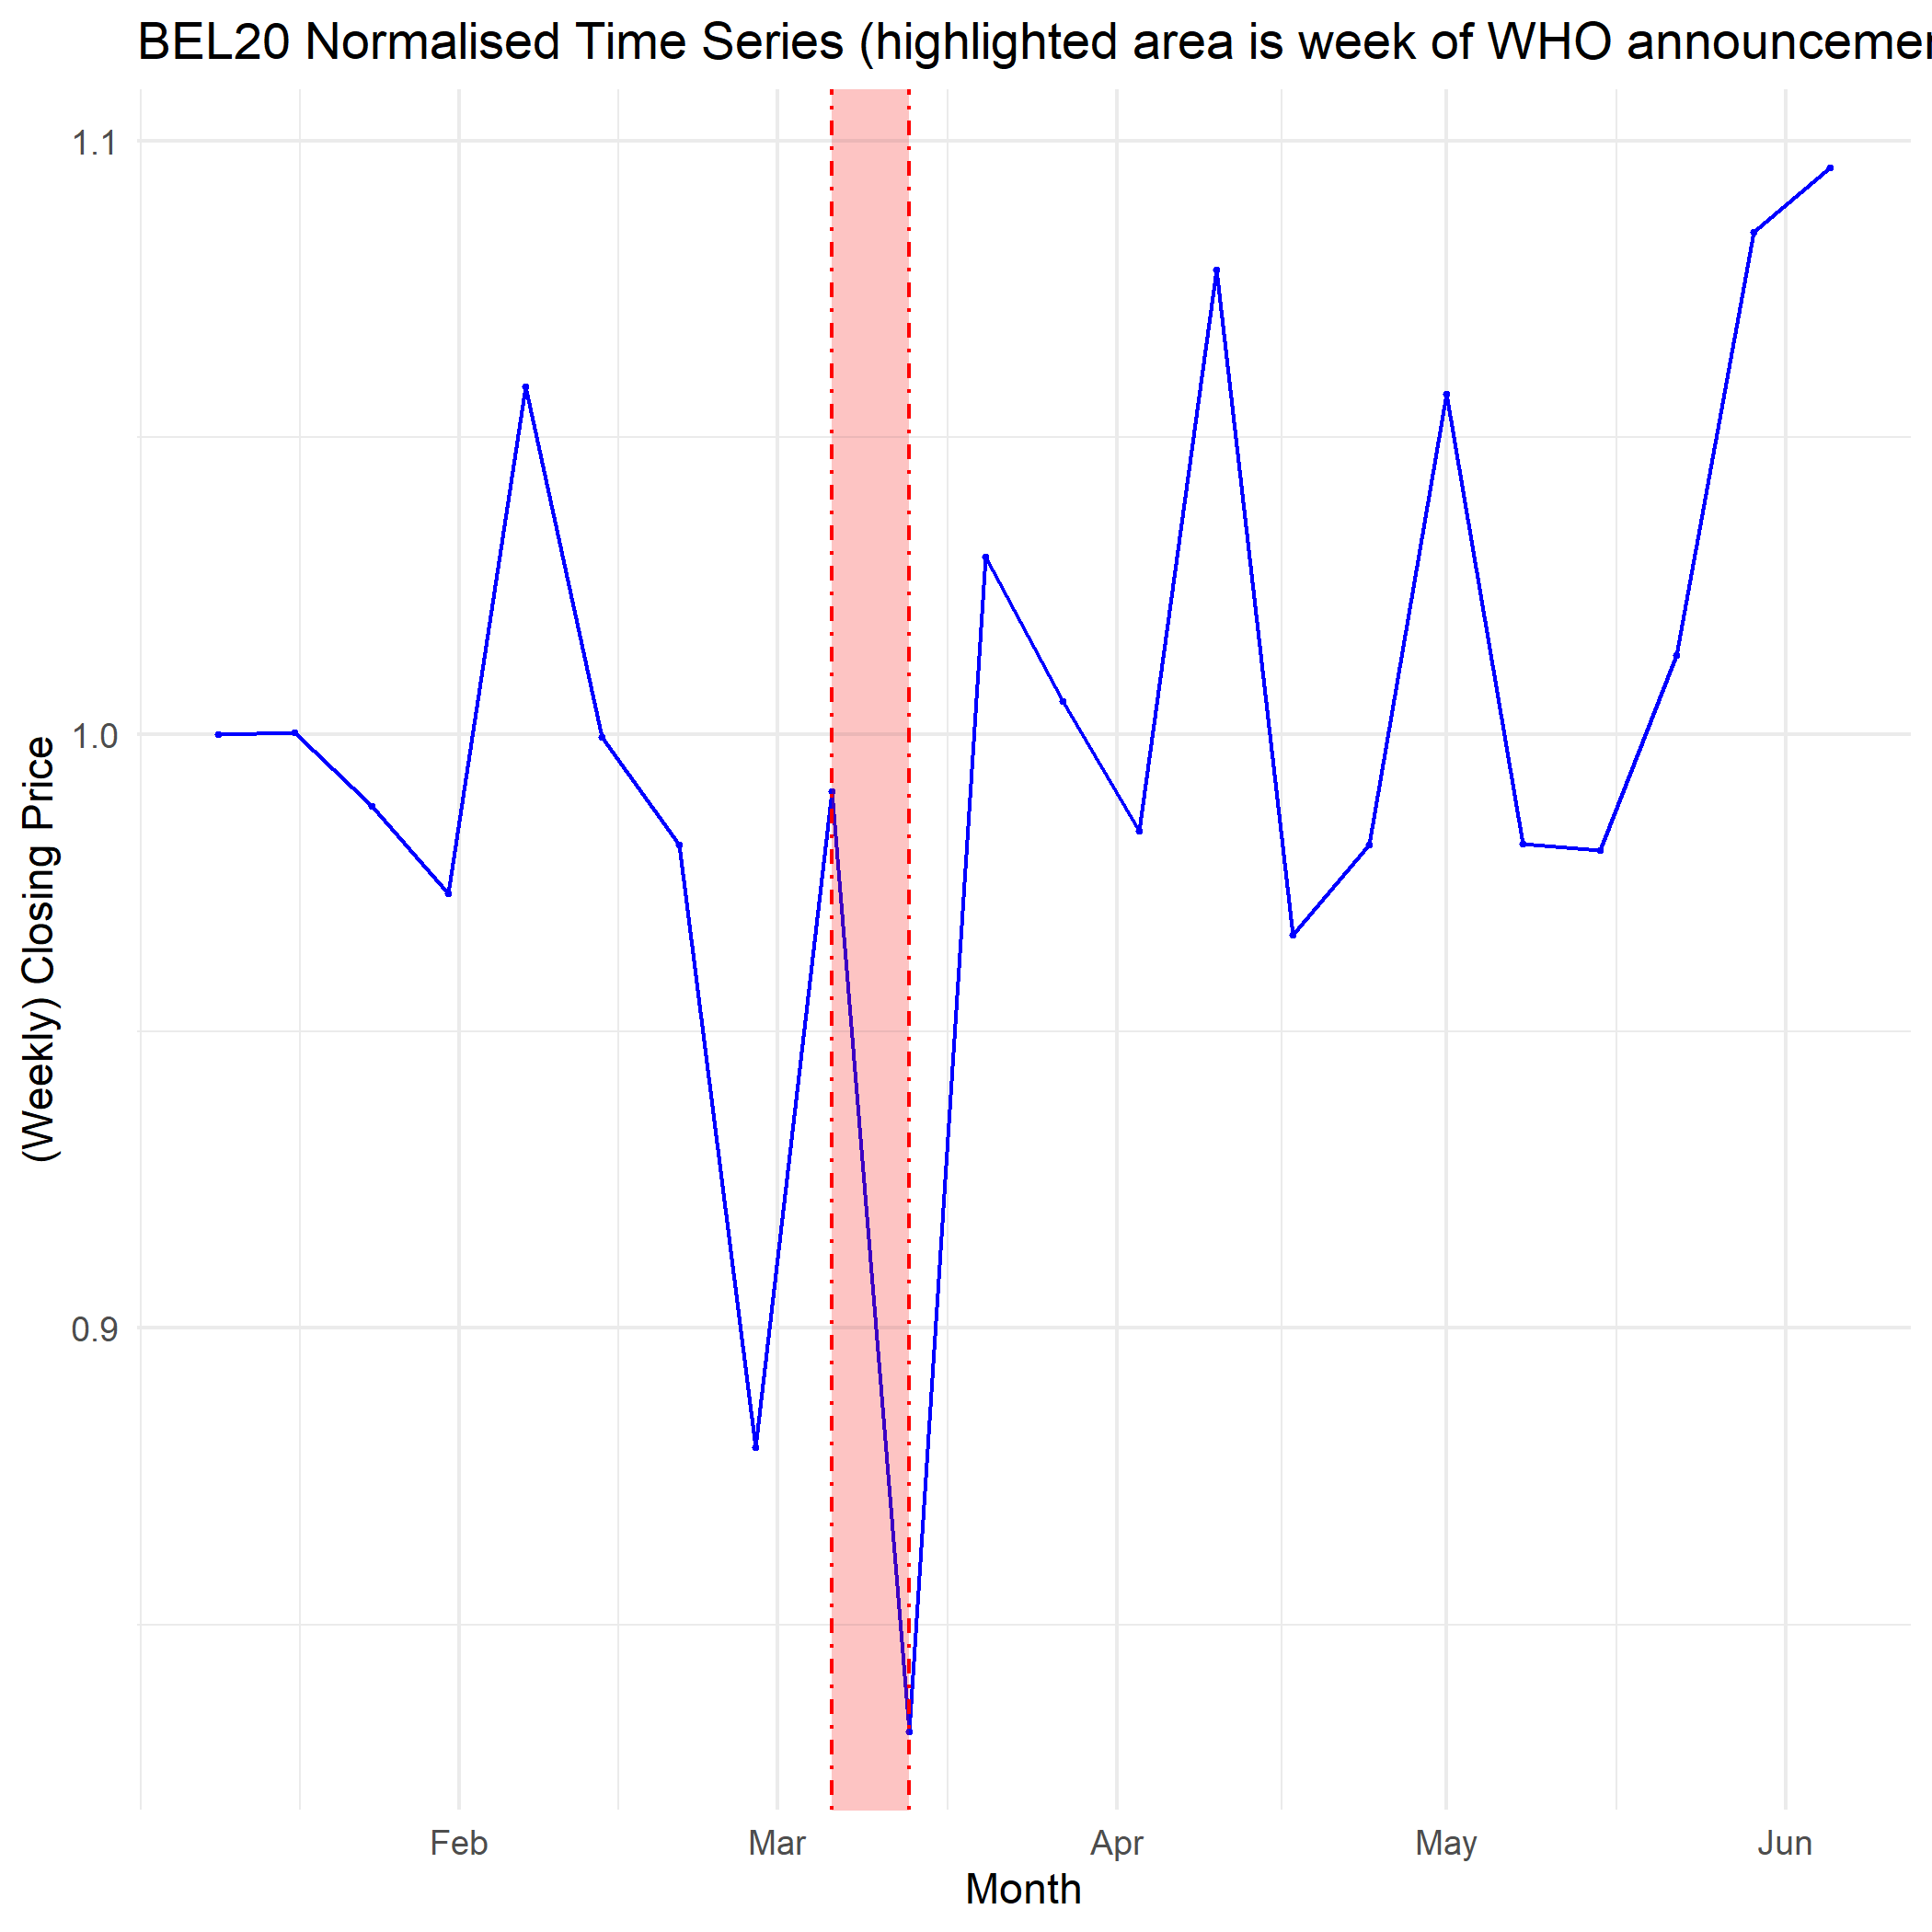 BEL20 Normalised Time Series (highlighted area is week of WHO
1.1
1.0
0.9
(Weekly) Closing Price
Feb Mar Apr May Jun
Month